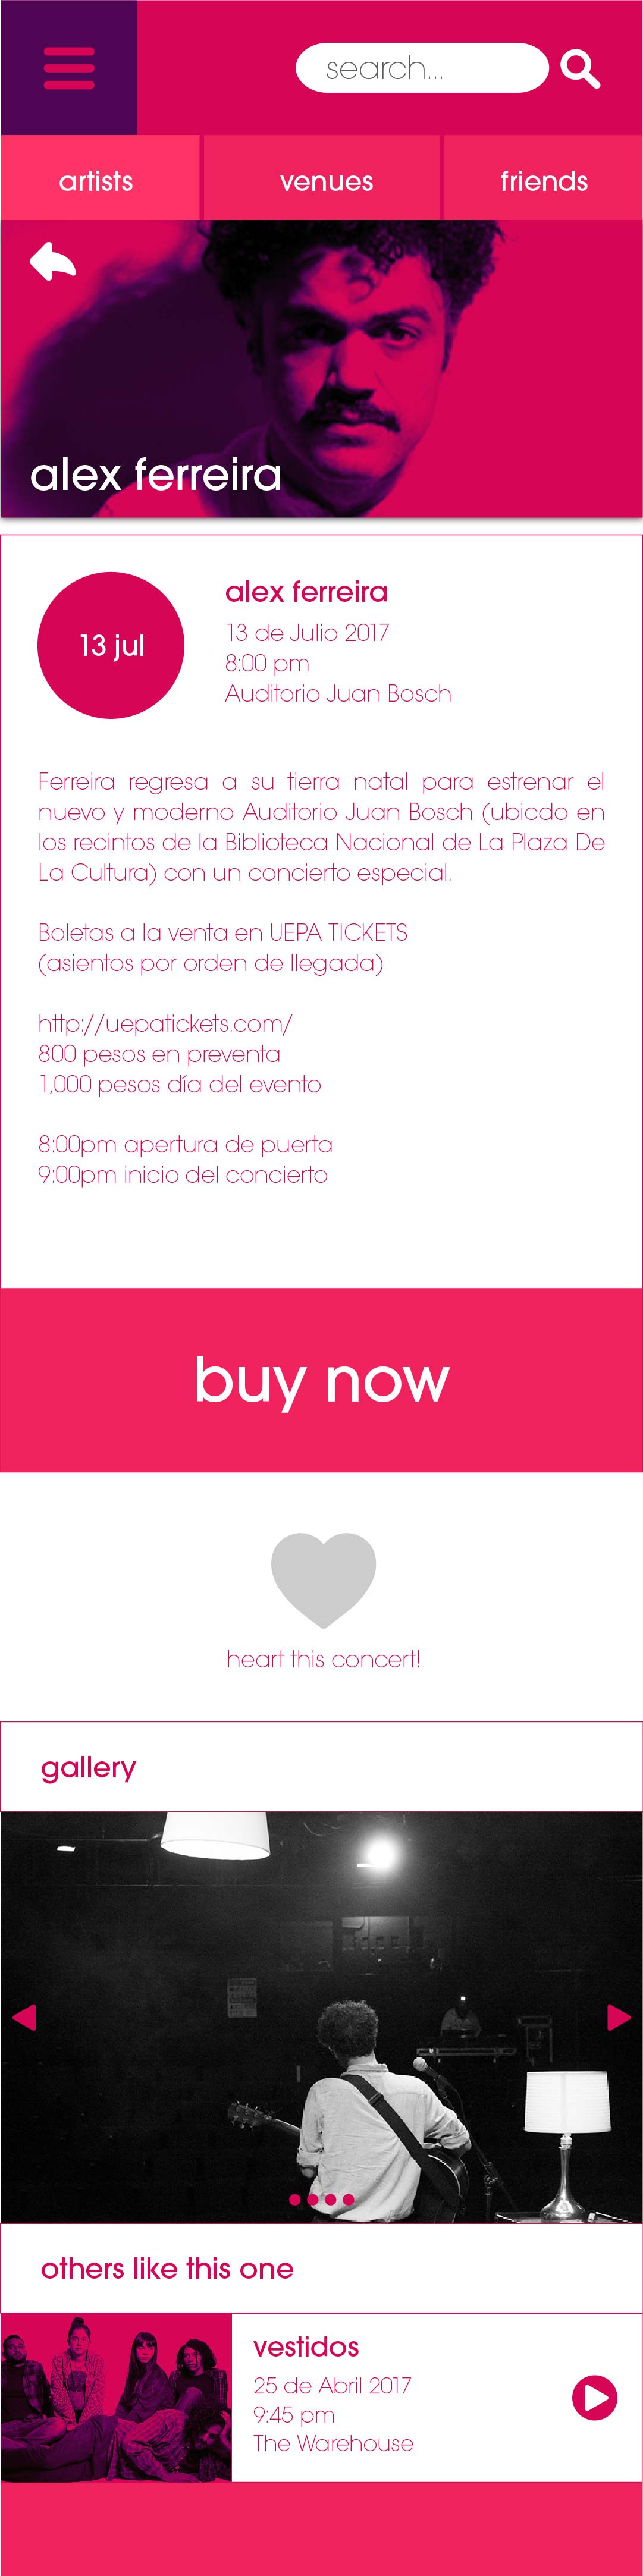 search...
artists
venues
friends
alex ferreira
13 jul
alex ferreira
13 de Julio 2017
8:00 pm
Auditorio Juan Bosch
Ferreira regresa a su tierra natal para estrenar el
nuevo y moderno Auditorio Juan Bosch (ubicdo en
los recintos de la Biblioteca Nacional de La Plaza De
La Cultura) con un concierto especial.
Boletas a la venta en UEPA TICKETS
(asientos por orden de llegada)
http://uepatickets.com/
800 pesos en preventa
1,000 pesos día del evento
8:00pm apertura de puerta
9:00pm inicio del concierto
buy now
heart this concert!
gallery
others like this one
vestidos
25 de Abril 2017
9:45 pm
The Warehouse